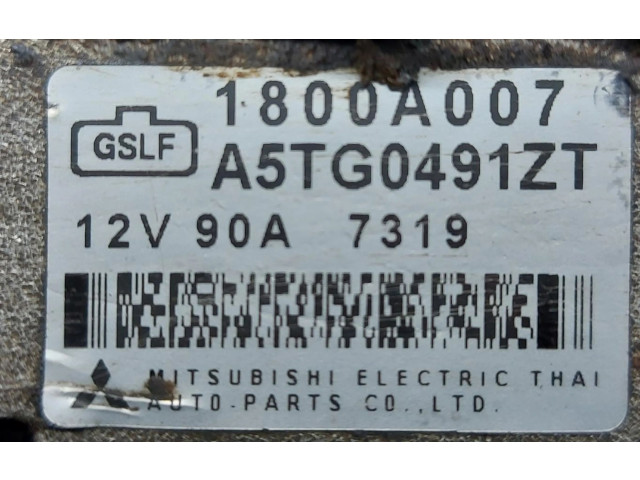 1800A007
GSLF
A5TG0491ZT
12V 90A 7319
MITSUBISHI ELECTRIC THAI
AUTO-PARTS CO.,LTD.